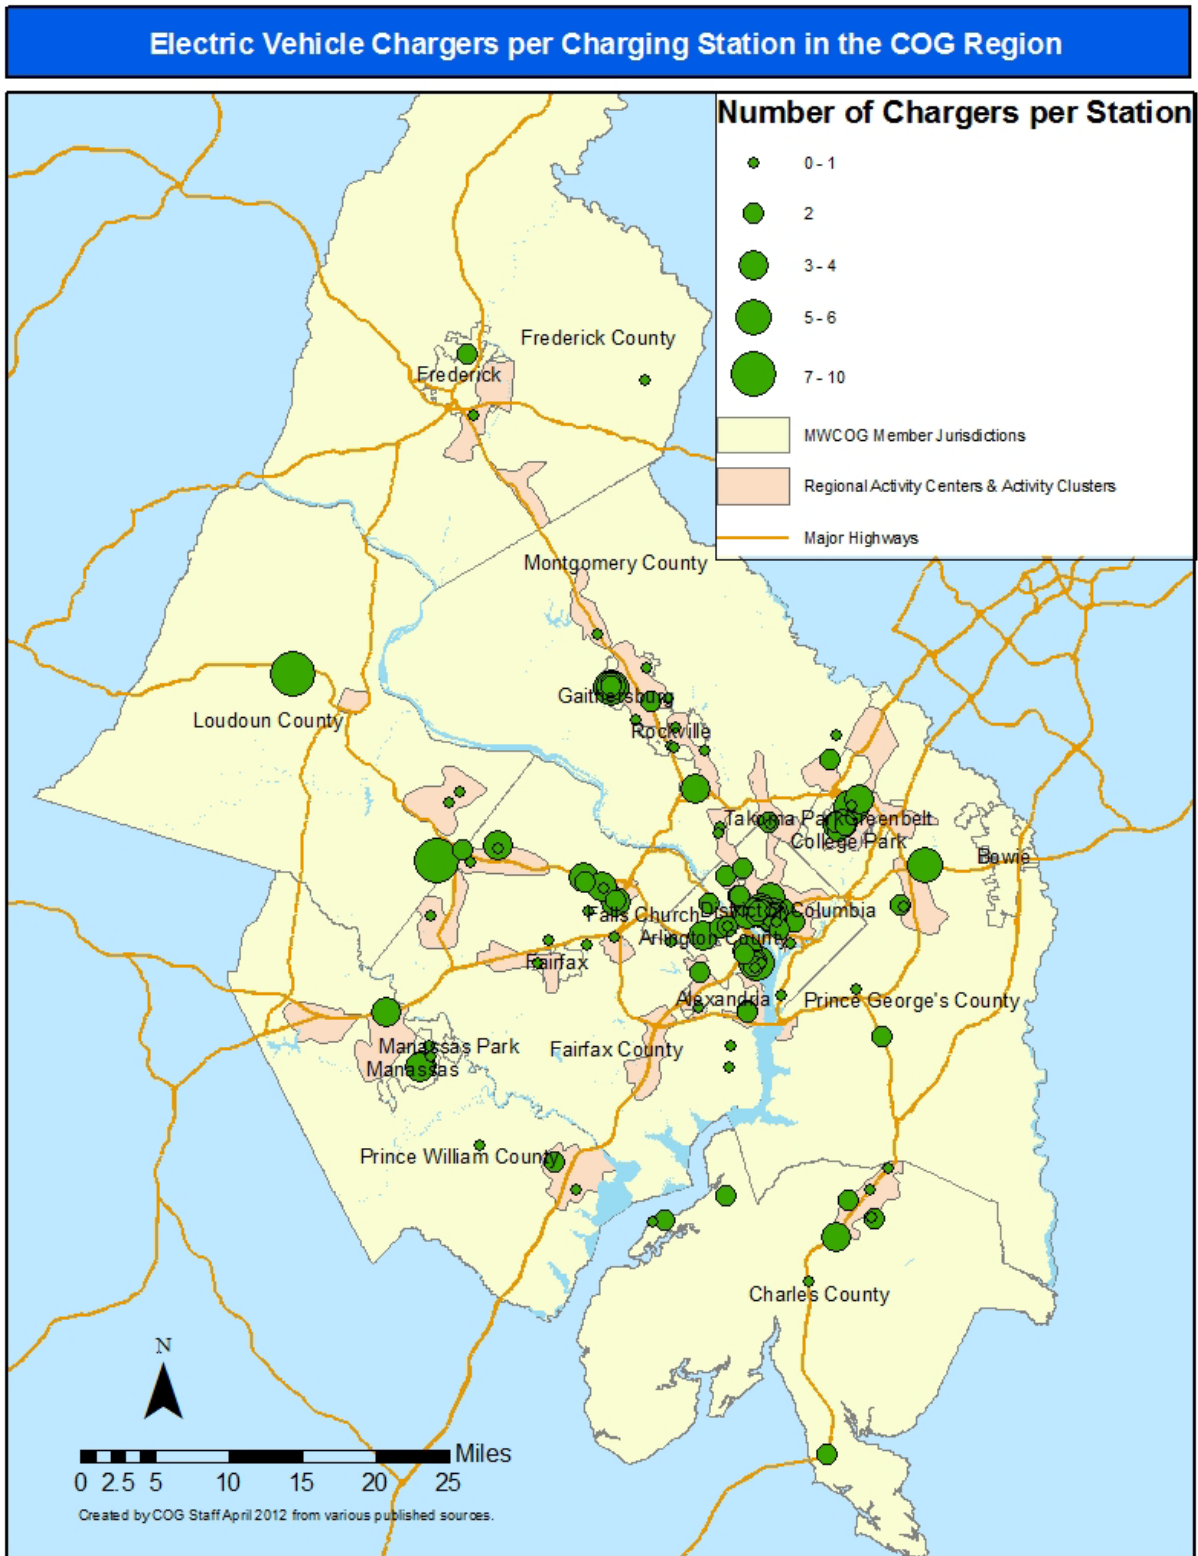 Electric Vehicle Chargers per Charging Station in the COG Region
Number of Chargers per Station
0 - 1
2
3 - 4
5 - 6
7 - 10
MWCOG Member Jurisdictions
Regional Activity Centers & Activity Clusters
Major Highways
Frederick County
Frederick
Montgomery County
Gaithersburg
Loudoun County
Rockville
Takoma Park
Greenbelt
College Park
Bowie
Falls Church
District of Columbia
Arlington County
Fairfax
Alexandria
Prince George's County
Manassas Park
Fairfax County
Manassas
Prince William County
Charles County
N
Miles
0 2.5 5 10 15 20 25
Created by COG Staff April 2012 from various published sources.